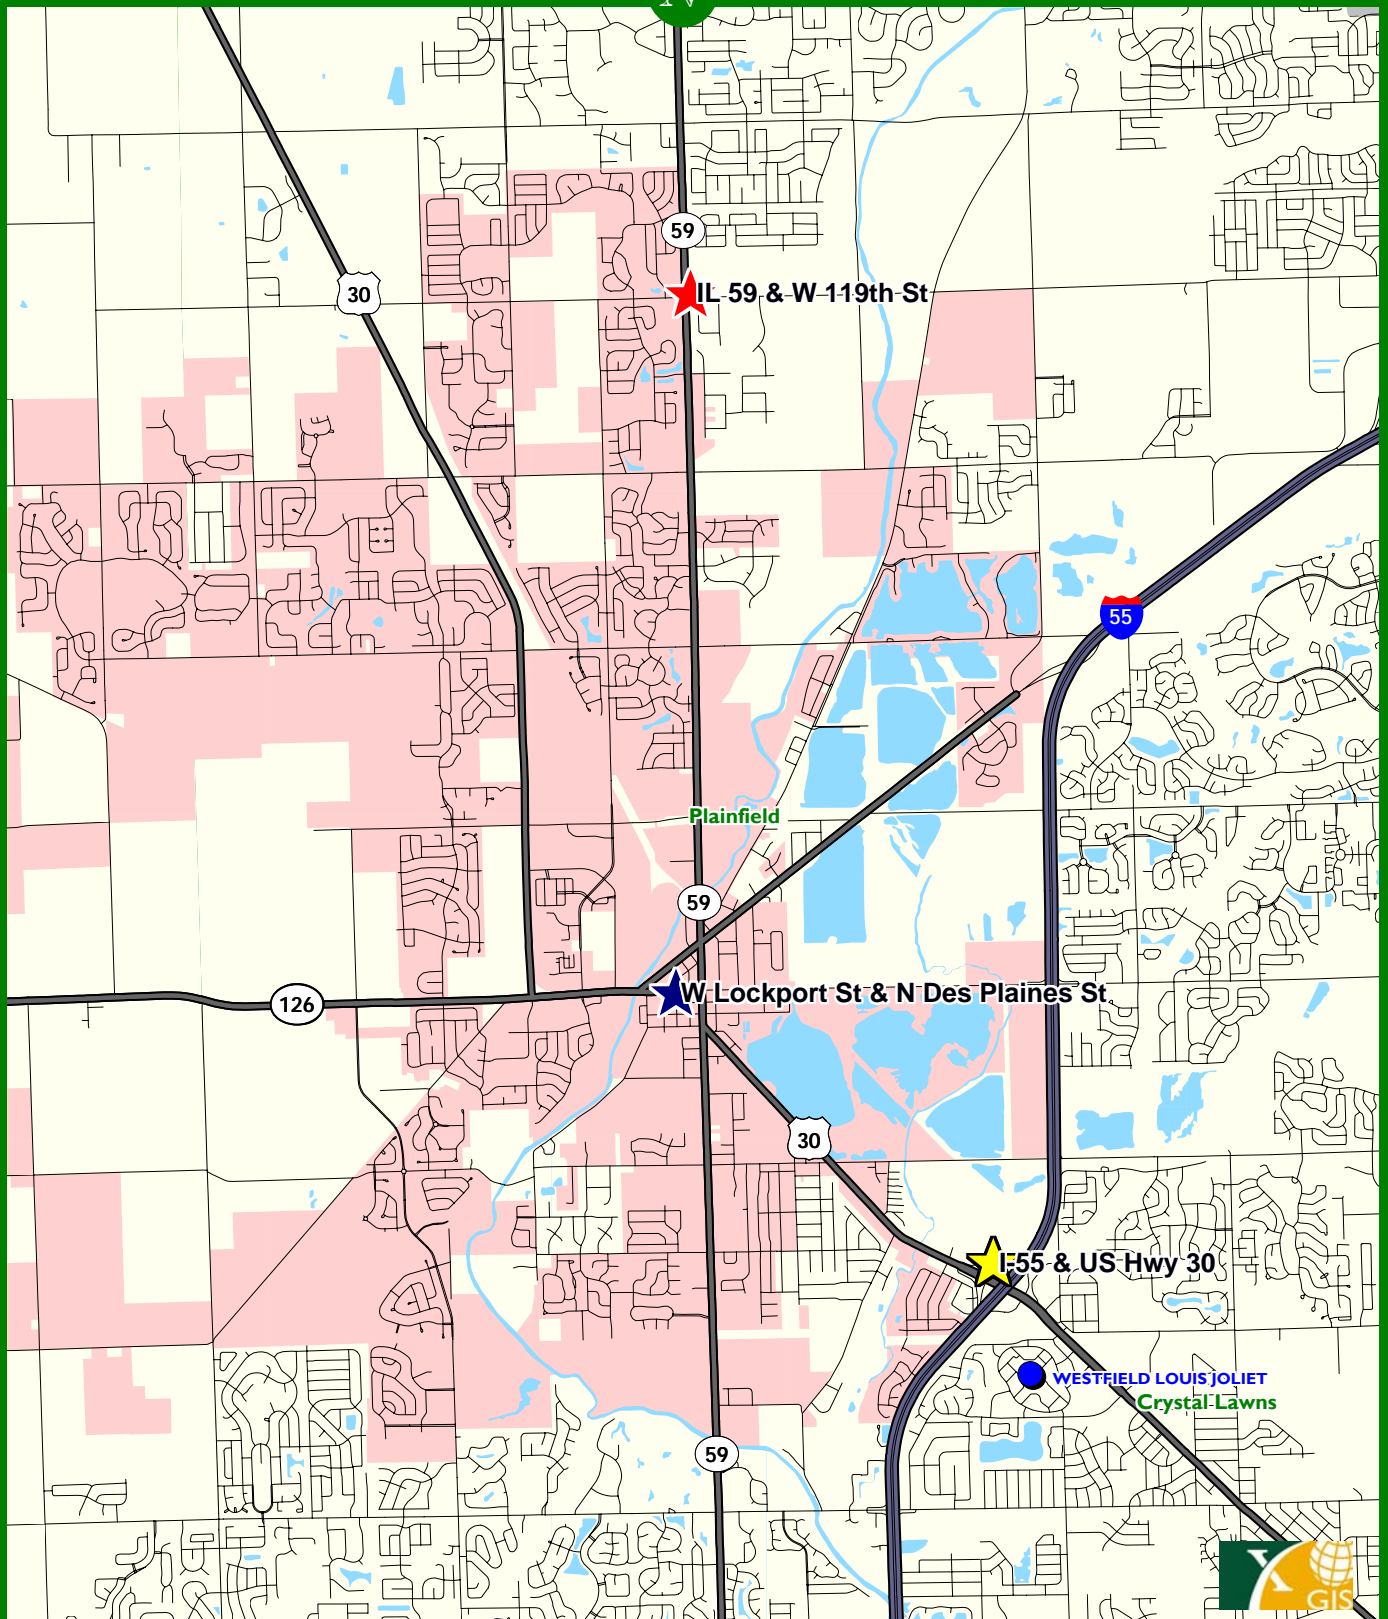 59
30
IL 59 & W 119th St
55
Plainfield
59
W Lockport St & N Des Plaines St
126
30
I-55 & US Hwy 30
WESTFIELD LOUIS JOLIET
Crystal Lawns
59
X
GIS